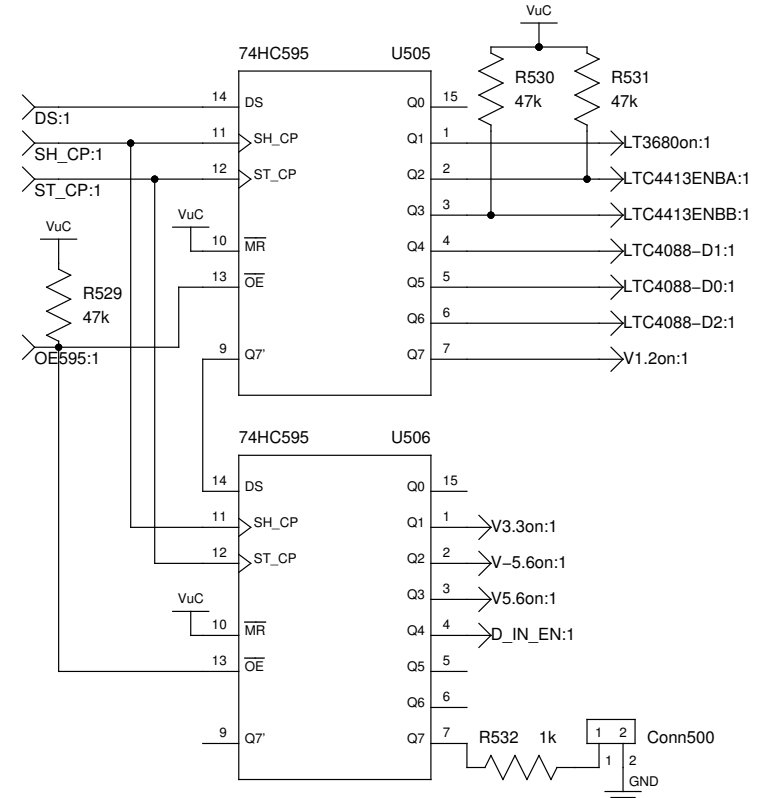 VuC
74HC595 U505
R530
47k
R531
47k
DS:1
14 DS
Q0 15
SH_CP:1
11 SH_CP
Q1 1
LT3680on:1
ST_CP:1
12 ST_CP
Q2 2
LTC4413ENBA:1
Q3 3
LTC4413ENBB:1
VuC
VuC
10 MR
Q4 4
LTC4088−D1:1
13 OE
Q5 5
LTC4088−D0:1
R529
47k
Q6 6
LTC4088−D2:1
OE595:1
9 Q7'
Q7 7
V1.2on:1
74HC595 U506
14 DS
Q0 15
11 SH_CP
Q1 1
V3.3on:1
12 ST_CP
Q2 2
V−5.6on:1
VuC
Q3 3
V5.6on:1
10 MR
Q4 4
D_IN_EN:1
13 OE
Q5 5
Q6 6
9 Q7'
Q7 7
R532 1k
1 2
Conn500
1 2
GND